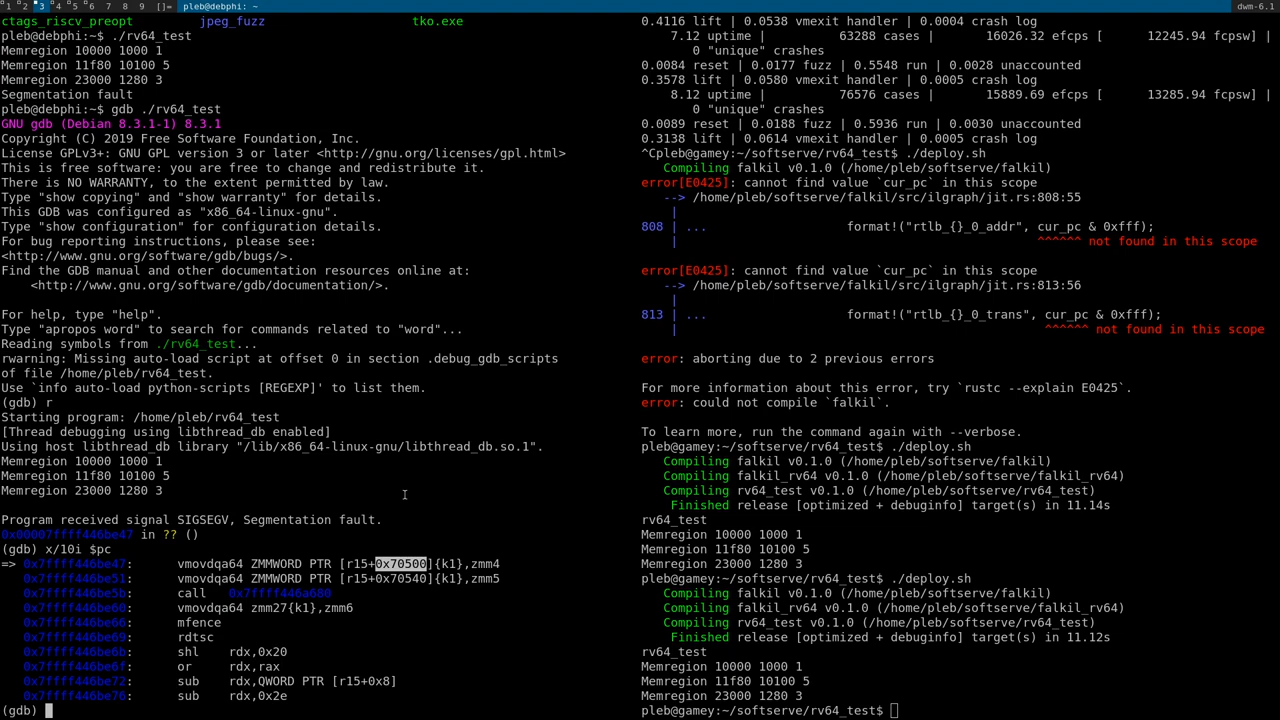 1 2 3 4 5 6 7 8 9 []= pleb@debphi: ~ dwm-6.1
ctags_riscv_preopt jpeg_fuzz tko.exe
pleb@debphi:~$ ./rv64_test
Memregion 10000 1000 1
Memregion 11f80 10100 5
Memregion 23000 1280 3
Segmentation fault
pleb@debphi:~$ gdb ./rv64_test
GNU gdb (Debian 8.3.1-1) 8.3.1
Copyright (C) 2019 Free Software Foundation, Inc.
License GPLv3+: GNU GPL version 3 or later <http://gnu.org/licenses/gpl.html>
This is free software: you are free to change and redistribute it.
There is NO WARRANTY, to the extent permitted by law.
Type "show copying" and "show warranty" for details.
This GDB was configured as "x86_64-linux-gnu".
Type "show configuration" for configuration details.
For bug reporting instructions, please see:
<http://www.gnu.org/software/gdb/bugs/>.
Find the GDB manual and other documentation resources online at:
    <http://www.gnu.org/software/gdb/documentation/>.
For help, type "help".
Type "apropos word" to search for commands related to "word"...
Reading symbols from ./rv64_test...
rwarning: Missing auto-load script at offset 0 in section .debug_gdb_scripts
of file /home/pleb/rv64_test.
Use `info auto-load python-scripts [REGEXP]' to list them.
(gdb) r
Starting program: /home/pleb/rv64_test
[Thread debugging using libthread_db enabled]
Using host libthread_db library "/lib/x86_64-linux-gnu/libthread_db.so.1".
Memregion 10000 1000 1
Memregion 11f80 10100 5
Memregion 23000 1280 3
Program received signal SIGSEGV, Segmentation fault.
0x00007ffff446be47 in ?? ()
(gdb) x/10i $pc
=> 0x7ffff446be47: vmovdqa64 ZMMWORD PTR [r15+0x70500]{k1},zmm4
0x7ffff446be51: vmovdqa64 ZMMWORD PTR [r15+0x70540]{k1},zmm5
0x7ffff446be5b: call 0x7ffff446a680
0x7ffff446be60: vmovdqa64 zmm27{k1},zmm6
0x7ffff446be66: mfence
0x7ffff446be69: rdtsc
0x7ffff446be6b: shl rdx,0x20
0x7ffff446be6f: or rdx,rax
0x7ffff446be72: sub rdx,QWORD PTR [r15+0x8]
0x7ffff446be76: sub rdx,0x2e
(gdb)
0.4116 lift | 0.0538 vmexit handler | 0.0004 crash log
7.12 uptime | 63288 cases | 16026.32 efcps [ 12245.94 fcpsw] |
0 "unique" crashes
0.0084 reset | 0.0177 fuzz | 0.5548 run | 0.0028 unaccounted
0.3578 lift | 0.0580 vmexit handler | 0.0005 crash log
8.12 uptime | 76576 cases | 15889.69 efcps [ 13285.94 fcpsw] |
0 "unique" crashes
0.0089 reset | 0.0188 fuzz | 0.5936 run | 0.0030 unaccounted
0.3138 lift | 0.0614 vmexit handler | 0.0005 crash log
^Cpleb@gamey:~/softserve/rv64_test$ ./deploy.sh
Compiling falkil v0.1.0 (/home/pleb/softserve/falkil)
error[E0425]: cannot find value `cur_pc` in this scope
--> /home/pleb/softserve/falkil/src/ilgraph/jit.rs:808:55
|
808 | ... format!("rtlb_{}_0_addr", cur_pc & 0xfff);
| ^^^^^^ not found in this scope
error[E0425]: cannot find value `cur_pc` in this scope
--> /home/pleb/softserve/falkil/src/ilgraph/jit.rs:813:56
|
813 | ... format!("rtlb_{}_0_trans", cur_pc & 0xfff);
| ^^^^^^ not found in this scope
error: aborting due to 2 previous errors
For more information about this error, try `rustc --explain E0425`.
error: could not compile `falkil`.
To learn more, run the command again with --verbose.
pleb@gamey:~/softserve/rv64_test$ ./deploy.sh
Compiling falkil v0.1.0 (/home/pleb/softserve/falkil)
Compiling falkil_rv64 v0.1.0 (/home/pleb/softserve/falkil_rv64)
Compiling rv64_test v0.1.0 (/home/pleb/softserve/rv64_test)
Finished release [optimized + debuginfo] target(s) in 11.14s
rv64_test
Memregion 10000 1000 1
Memregion 11f80 10100 5
Memregion 23000 1280 3
pleb@gamey:~/softserve/rv64_test$ ./deploy.sh
Compiling falkil v0.1.0 (/home/pleb/softserve/falkil)
Compiling falkil_rv64 v0.1.0 (/home/pleb/softserve/falkil_rv64)
Compiling rv64_test v0.1.0 (/home/pleb/softserve/rv64_test)
Finished release [optimized + debuginfo] target(s) in 11.12s
rv64_test
Memregion 10000 1000 1
Memregion 11f80 10100 5
Memregion 23000 1280 3
pleb@gamey:~/softserve/rv64_test$